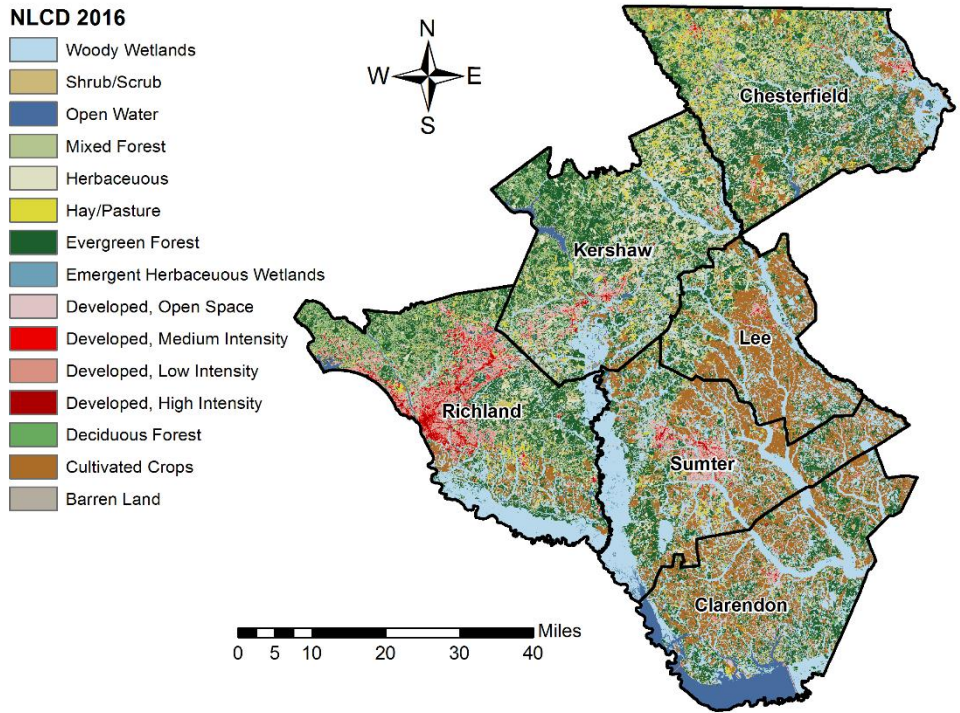 NLCD 2016
Woody Wetlands
Shrub/Scrub
Open Water
Mixed Forest
Herbaceuous
Hay/Pasture
Evergreen Forest
Emergent Herbaceuous Wetlands
Developed, Open Space
Developed, Medium Intensity
Developed, Low Intensity
Developed, High Intensity
Deciduous Forest
Cultivated Crops
Barren Land
N
W E
S
Chesterfield
Kershaw
Lee
Richland
Sumter
Clarendon
Miles
0 5 10 20 30 40